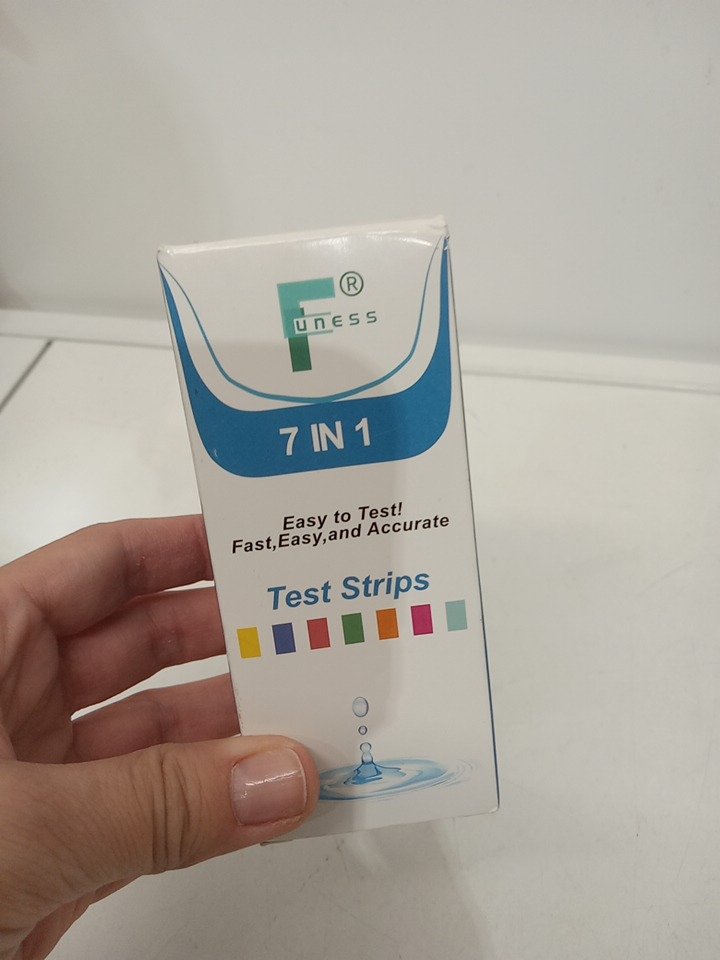 Funess®
7 IN 1
Easy to Test!
Fast,Easy,and Accurate
Test Strips